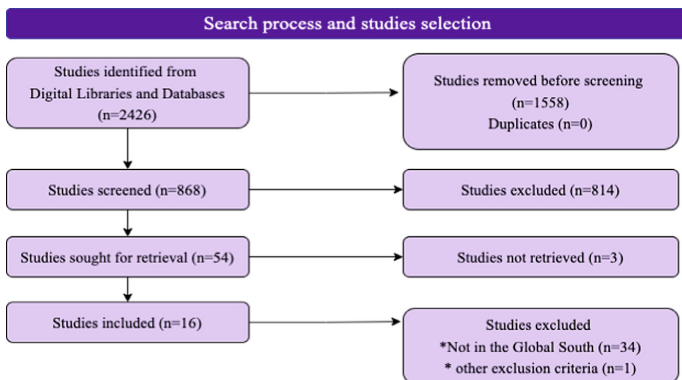 Search process and studies selection
Studies identified from
Digital Libraries and Databases
(n=2426)
Studies removed before screening
(n=1558)
Duplicates (n=0)
Studies screened (n=868)
Studies excluded (n=814)
Studies sought for retrieval (n=54)
Studies not retrieved (n=3)
Studies included (n=16)
Studies excluded
*Not in the Global South (n=34)
* other exclusion criteria (n=1)